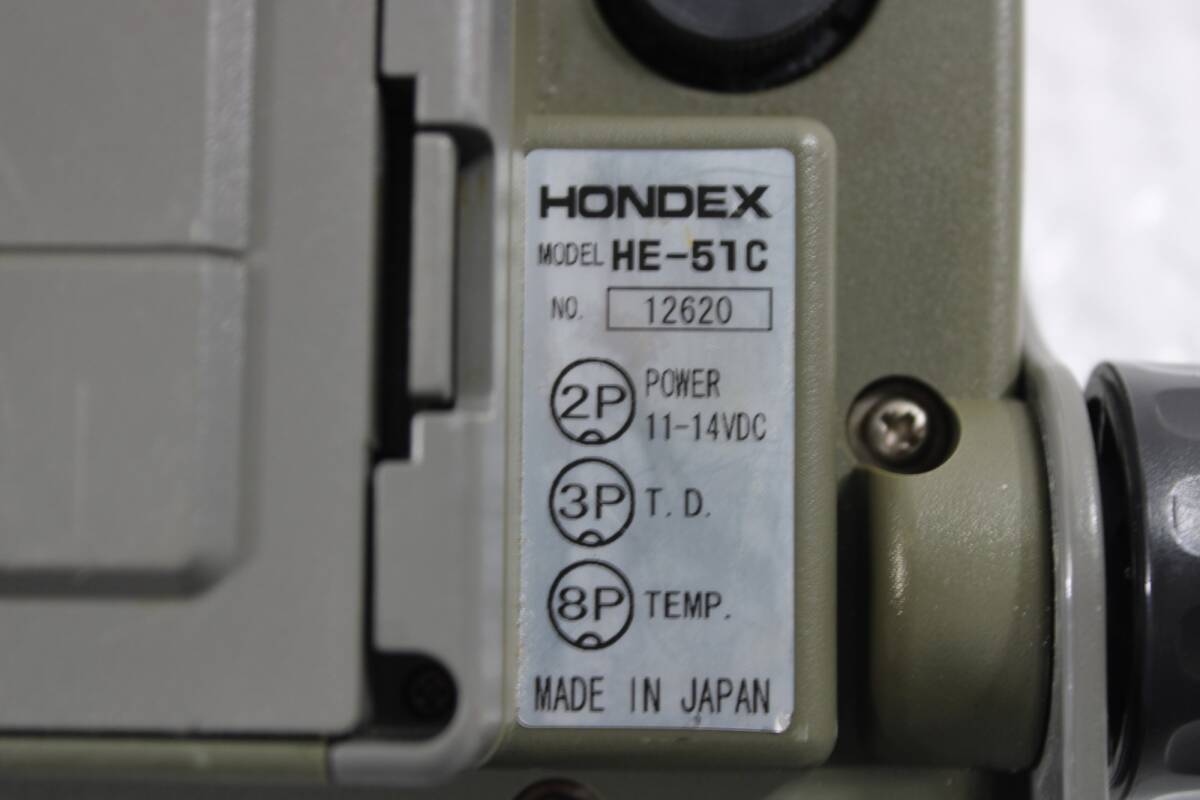 HONDEX
MODEL HE-51C
NO. 12620
2P POWER
11-14VDC
3P T.D.
8P TEMP.
MADE IN JAPAN